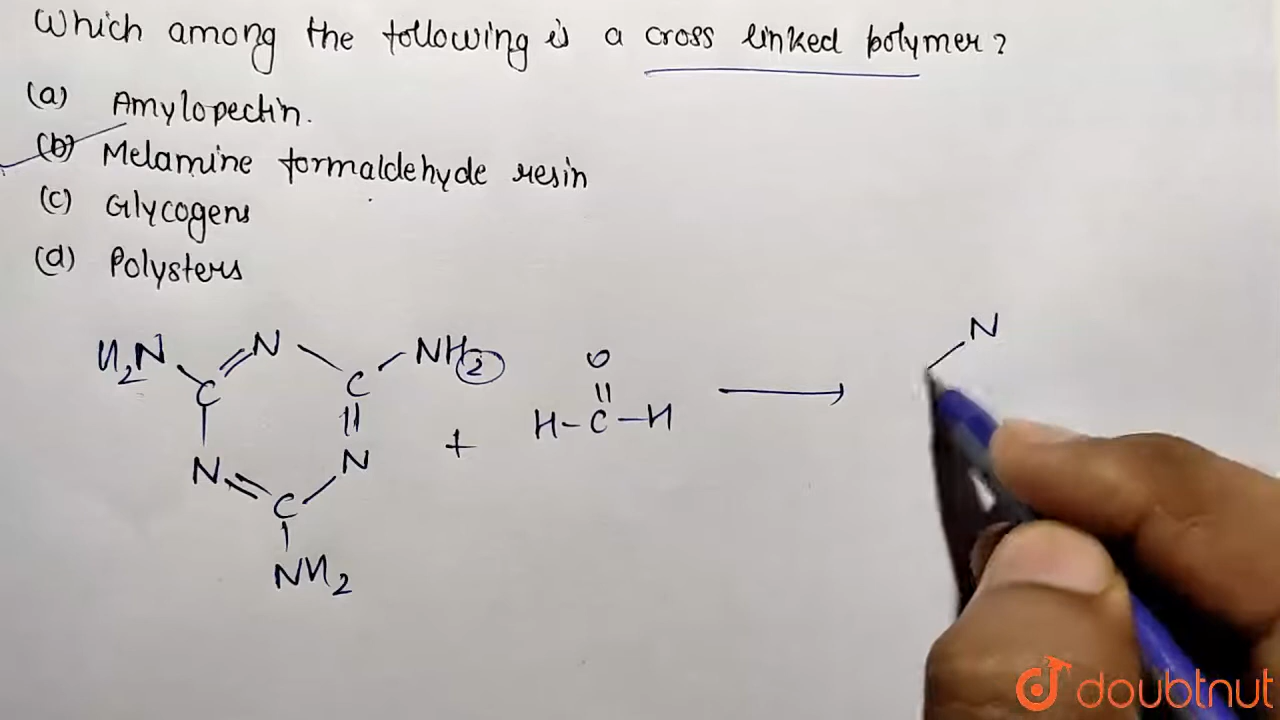 Which among the following is a cross linked polymer?
(a) Amylopectin.
(b) Melamine formaldehyde resin
(c) Glycogens
(d) Polysters
H2N N NH2
C C
N N
C
NH2
+
O
H-C-H
N
doubtnut